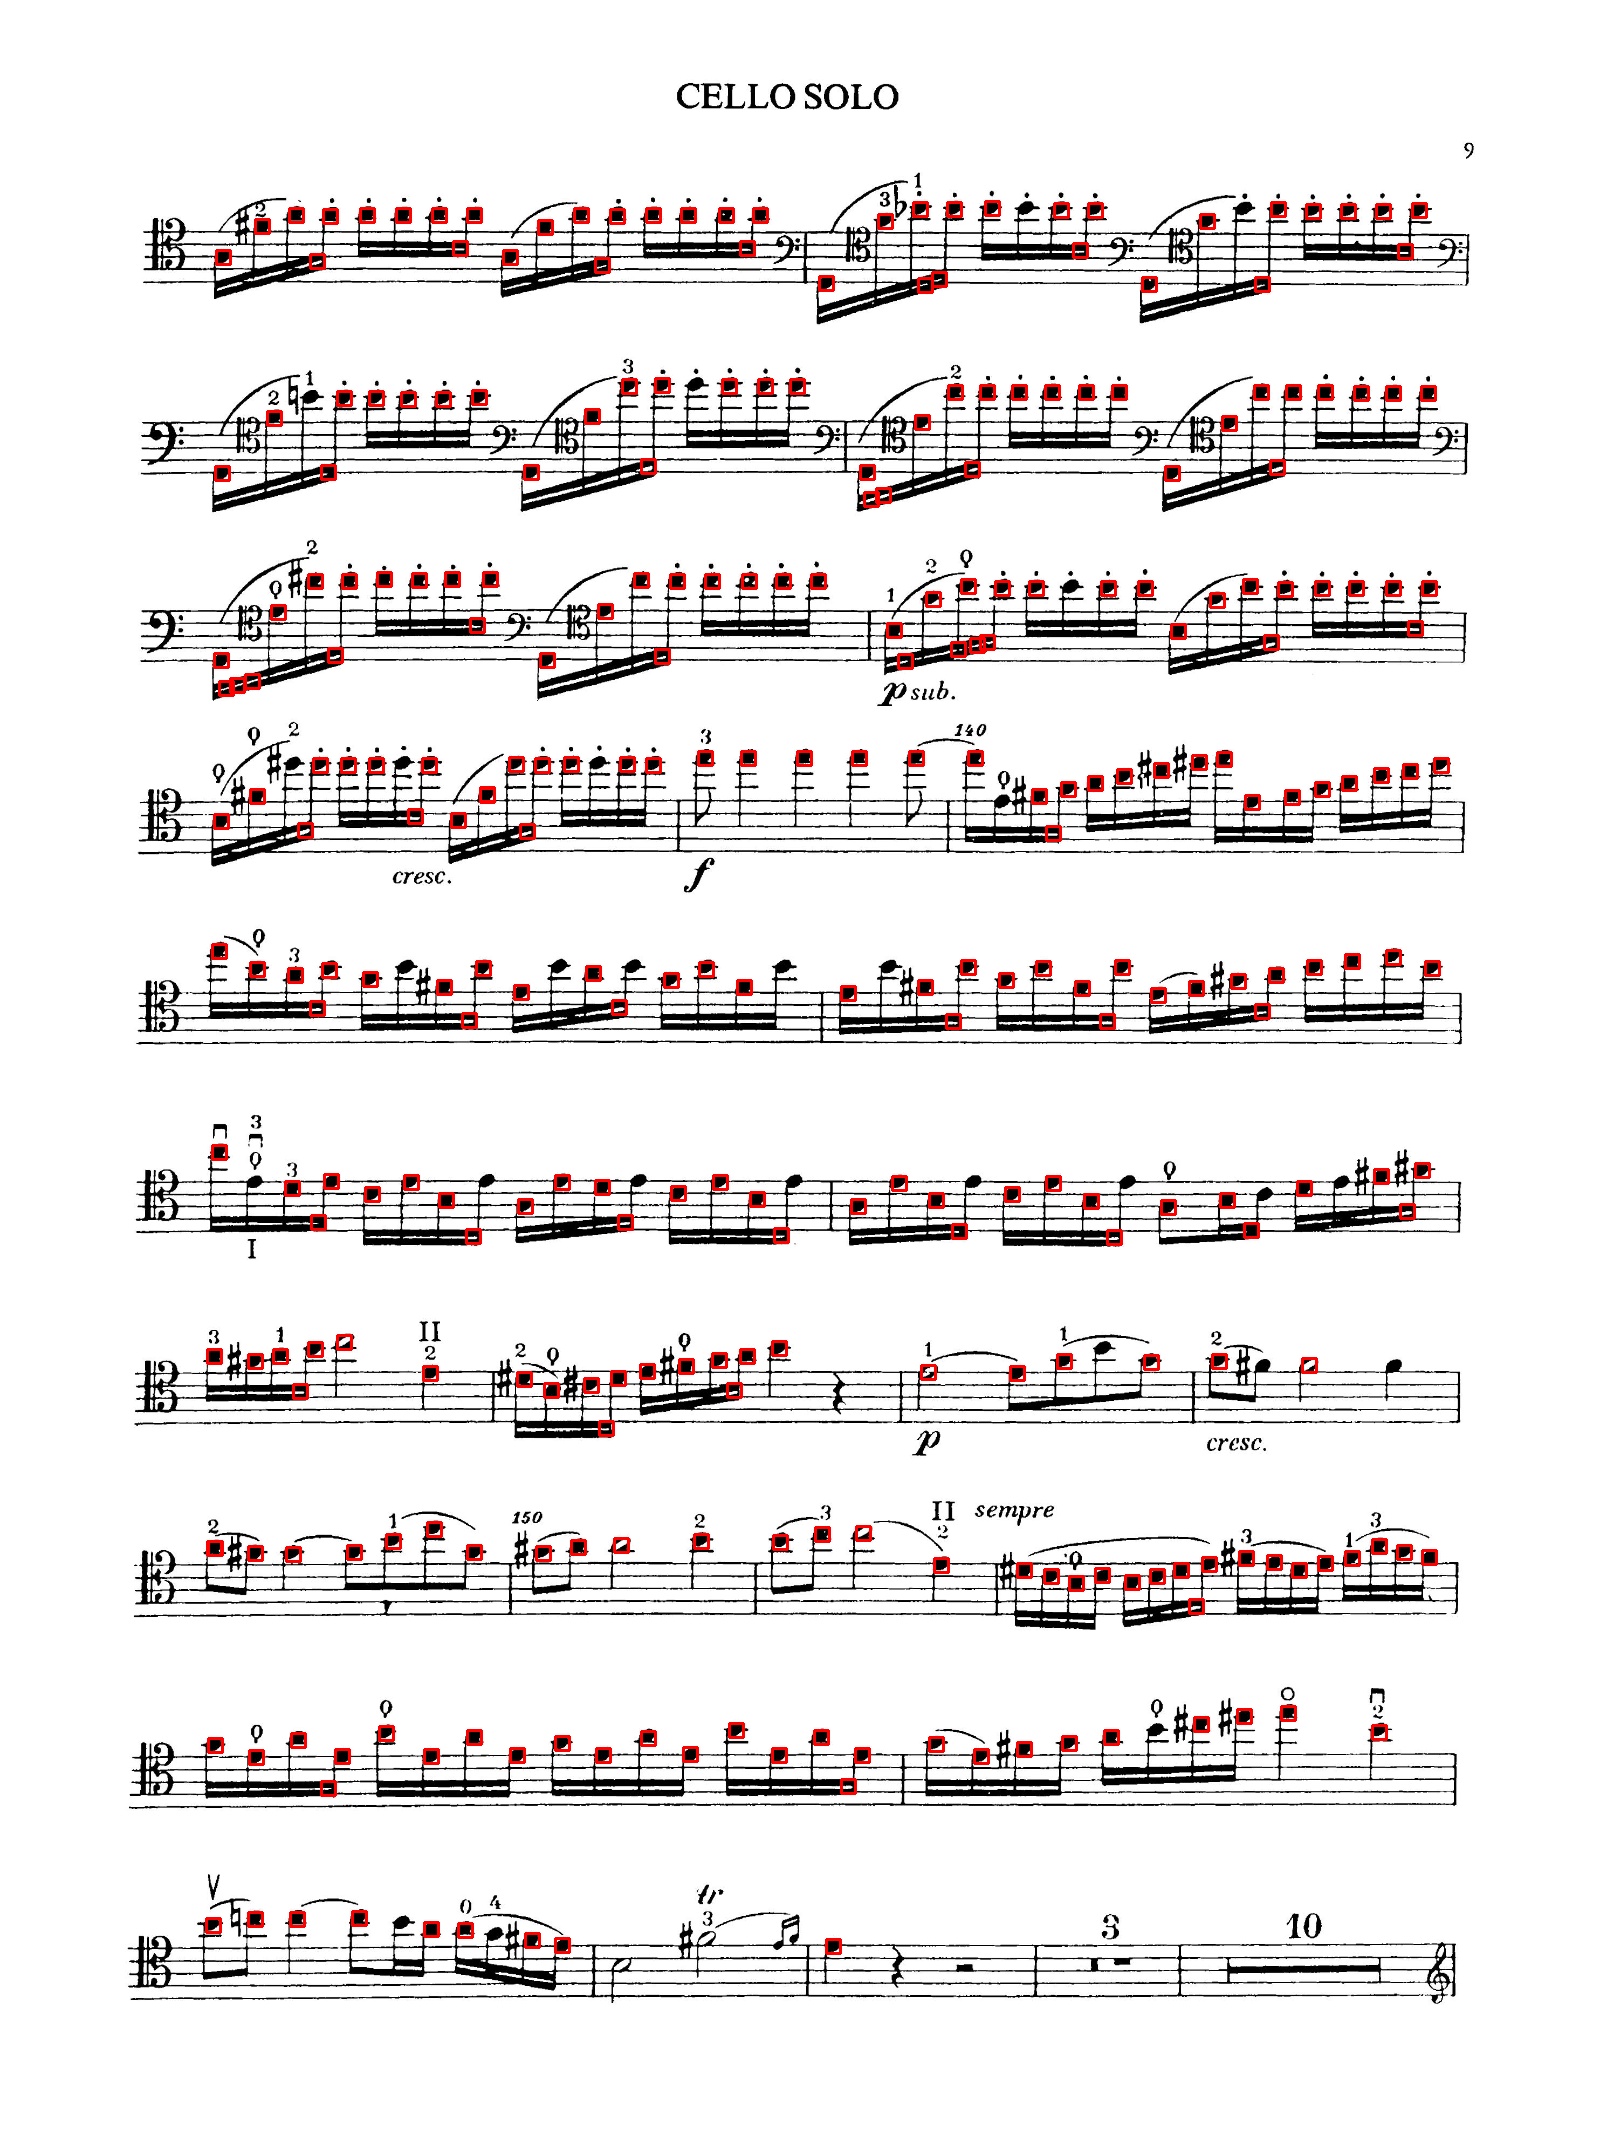 CELLO SOLO
9
2 3 1
2 1 3 2
2 1 2
p sub.
2 3 140
cresc. f
3
3
3
I
3 1 II 2 2 1 1 2
p cresc.
2 1 150 2 3 II 2 sempre 3 1 3
2
0 4 tr 3 3 10